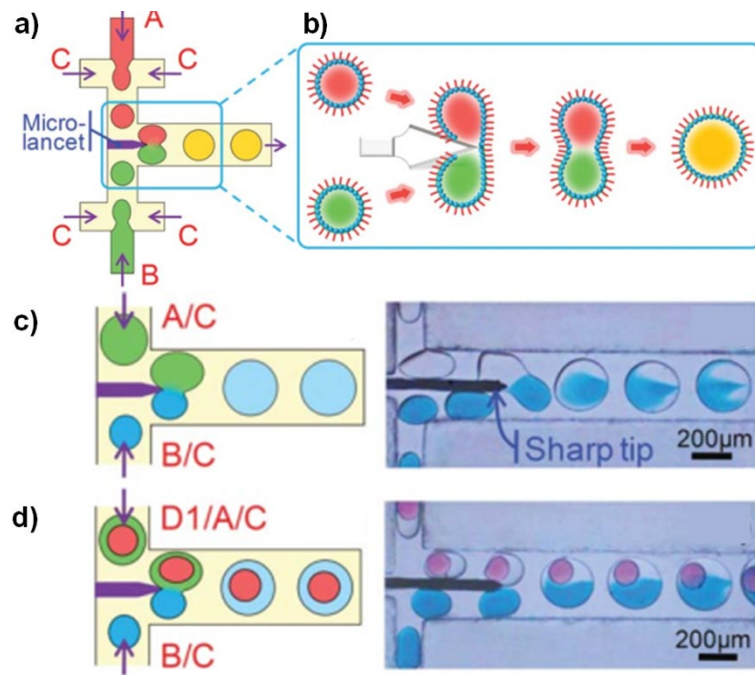 a)
A
b)
C
C
Micro-
lancet
C
C
B
c)
A/C
B/C
Sharp tip
200μm
d)
D1/A/C
B/C
200μm